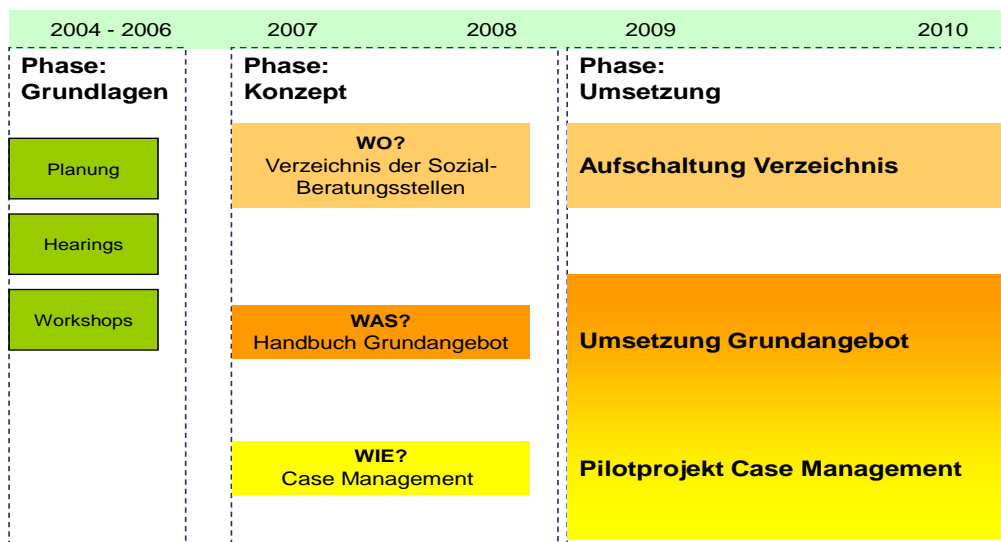 2004 - 2006
2007
2008
2009
2010
Phase:
Grundlagen
Planung
Hearings
Workshops
Phase:
Konzept
WO?
Verzeichnis der Sozial-
Beratungsstellen
WAS?
Handbuch Grundangebot
WIE?
Case Management
Phase:
Umsetzung
Aufschaltung Verzeichnis
Umsetzung Grundangebot
Pilotprojekt Case Management